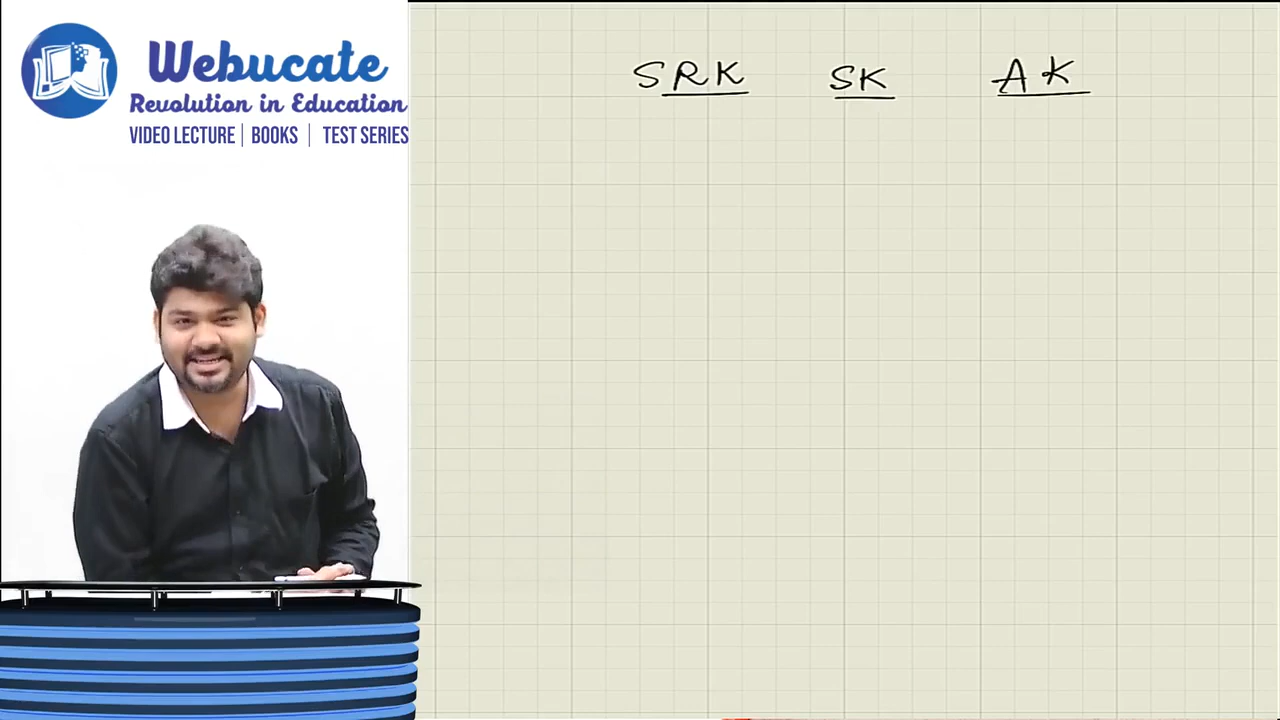 Webucate
Revolution in Education
VIDEO LECTURE | BOOKS | TEST SERIES
SRK SK AK